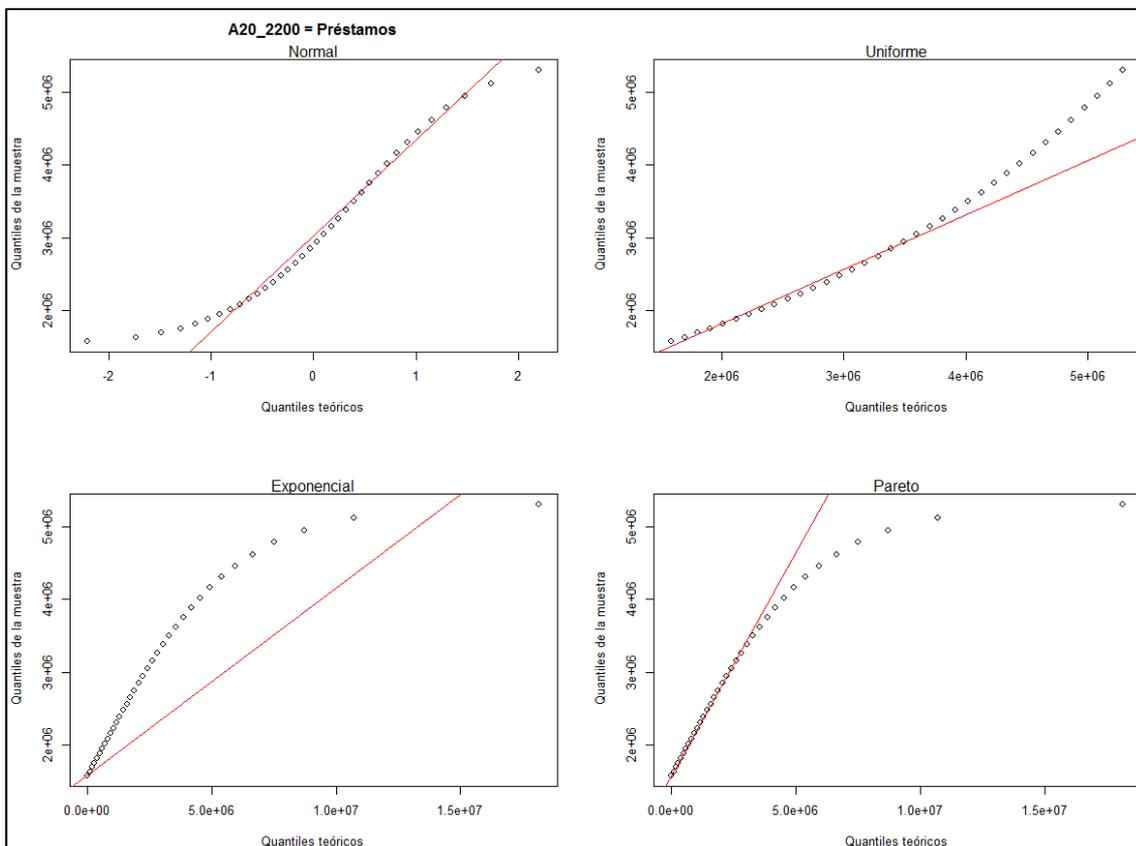 A20_2200 = Préstamos
Normal
Quantiles de la muestra
5e+06
4e+06
3e+06
2e+06
-2 -1 0 1 2
Quantiles teóricos
Uniforme
Quantiles de la muestra
5e+06
4e+06
3e+06
2e+06
2e+06 3e+06 4e+06 5e+06
Quantiles teóricos
Exponencial
Quantiles de la muestra
5e+06
4e+06
3e+06
2e+06
0.0e+00 5.0e+06 1.0e+07 1.5e+07
Quantiles teóricos
Pareto
Quantiles de la muestra
5e+06
4e+06
3e+06
2e+06
0.0e+00 5.0e+06 1.0e+07 1.5e+07
Quantiles teóricos